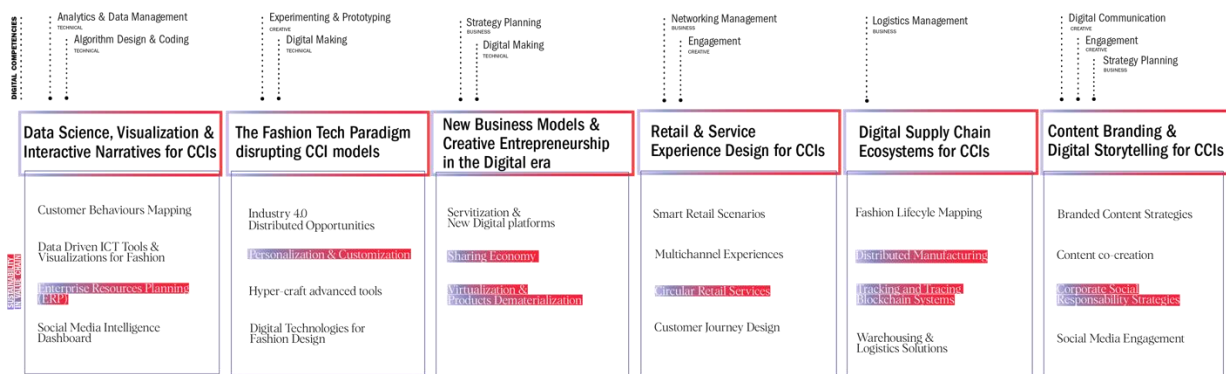 DIGITAL COMPETENCIES
Analytics & Data Management
TECHNICAL
Algorithm Design & Coding
TECHNICAL
Experimenting & Prototyping
CREATIVE
Digital Making
TECHNICAL
Strategy Planning
BUSINESS
Digital Making
TECHNICAL
Networking Management
BUSINESS
Engagement
CREATIVE
Logistics Management
BUSINESS
Digital Communication
CREATIVE
Engagement
CREATIVE
Strategy Planning
BUSINESS
Data Science, Visualization &
Interactive Narratives for CCIs
The Fashion Tech Paradigm
disrupting CCI models
New Business Models &
Creative Entrepreneurship
in the Digital era
Retail & Service
Experience Design for CCIs
Digital Supply Chain
Ecosystems for CCIs
Content Branding &
Digital Storytelling for CCIs
SUSTAINABILITY
IN VALUE CHAIN
Customer Behaviours Mapping
Data Driven ICT Tools &
Visualizations for Fashion
Enterprise Resources Planning
(ERP)
Social Media Intelligence
Dashboard
Industry 4.0
Distributed Opportunities
Personalization & Customization
Hyper-craft advanced tools
Digital Technologies for
Fashion Design
Servitization &
New Digital platforms
Sharing Economy
Virtualization &
Products Dematerialization
Smart Retail Scenarios
Multichannel Experiences
Circular Retail Services
Customer Journey Design
Fashion Lifecyle Mapping
Distributed Manufacturing
Tracking and Tracing
Blockchain Systems
Warehousing &
Logistics Solutions
Branded Content Strategies
Content co-creation
Corporate Social
Responsability Strategies
Social Media Engagement